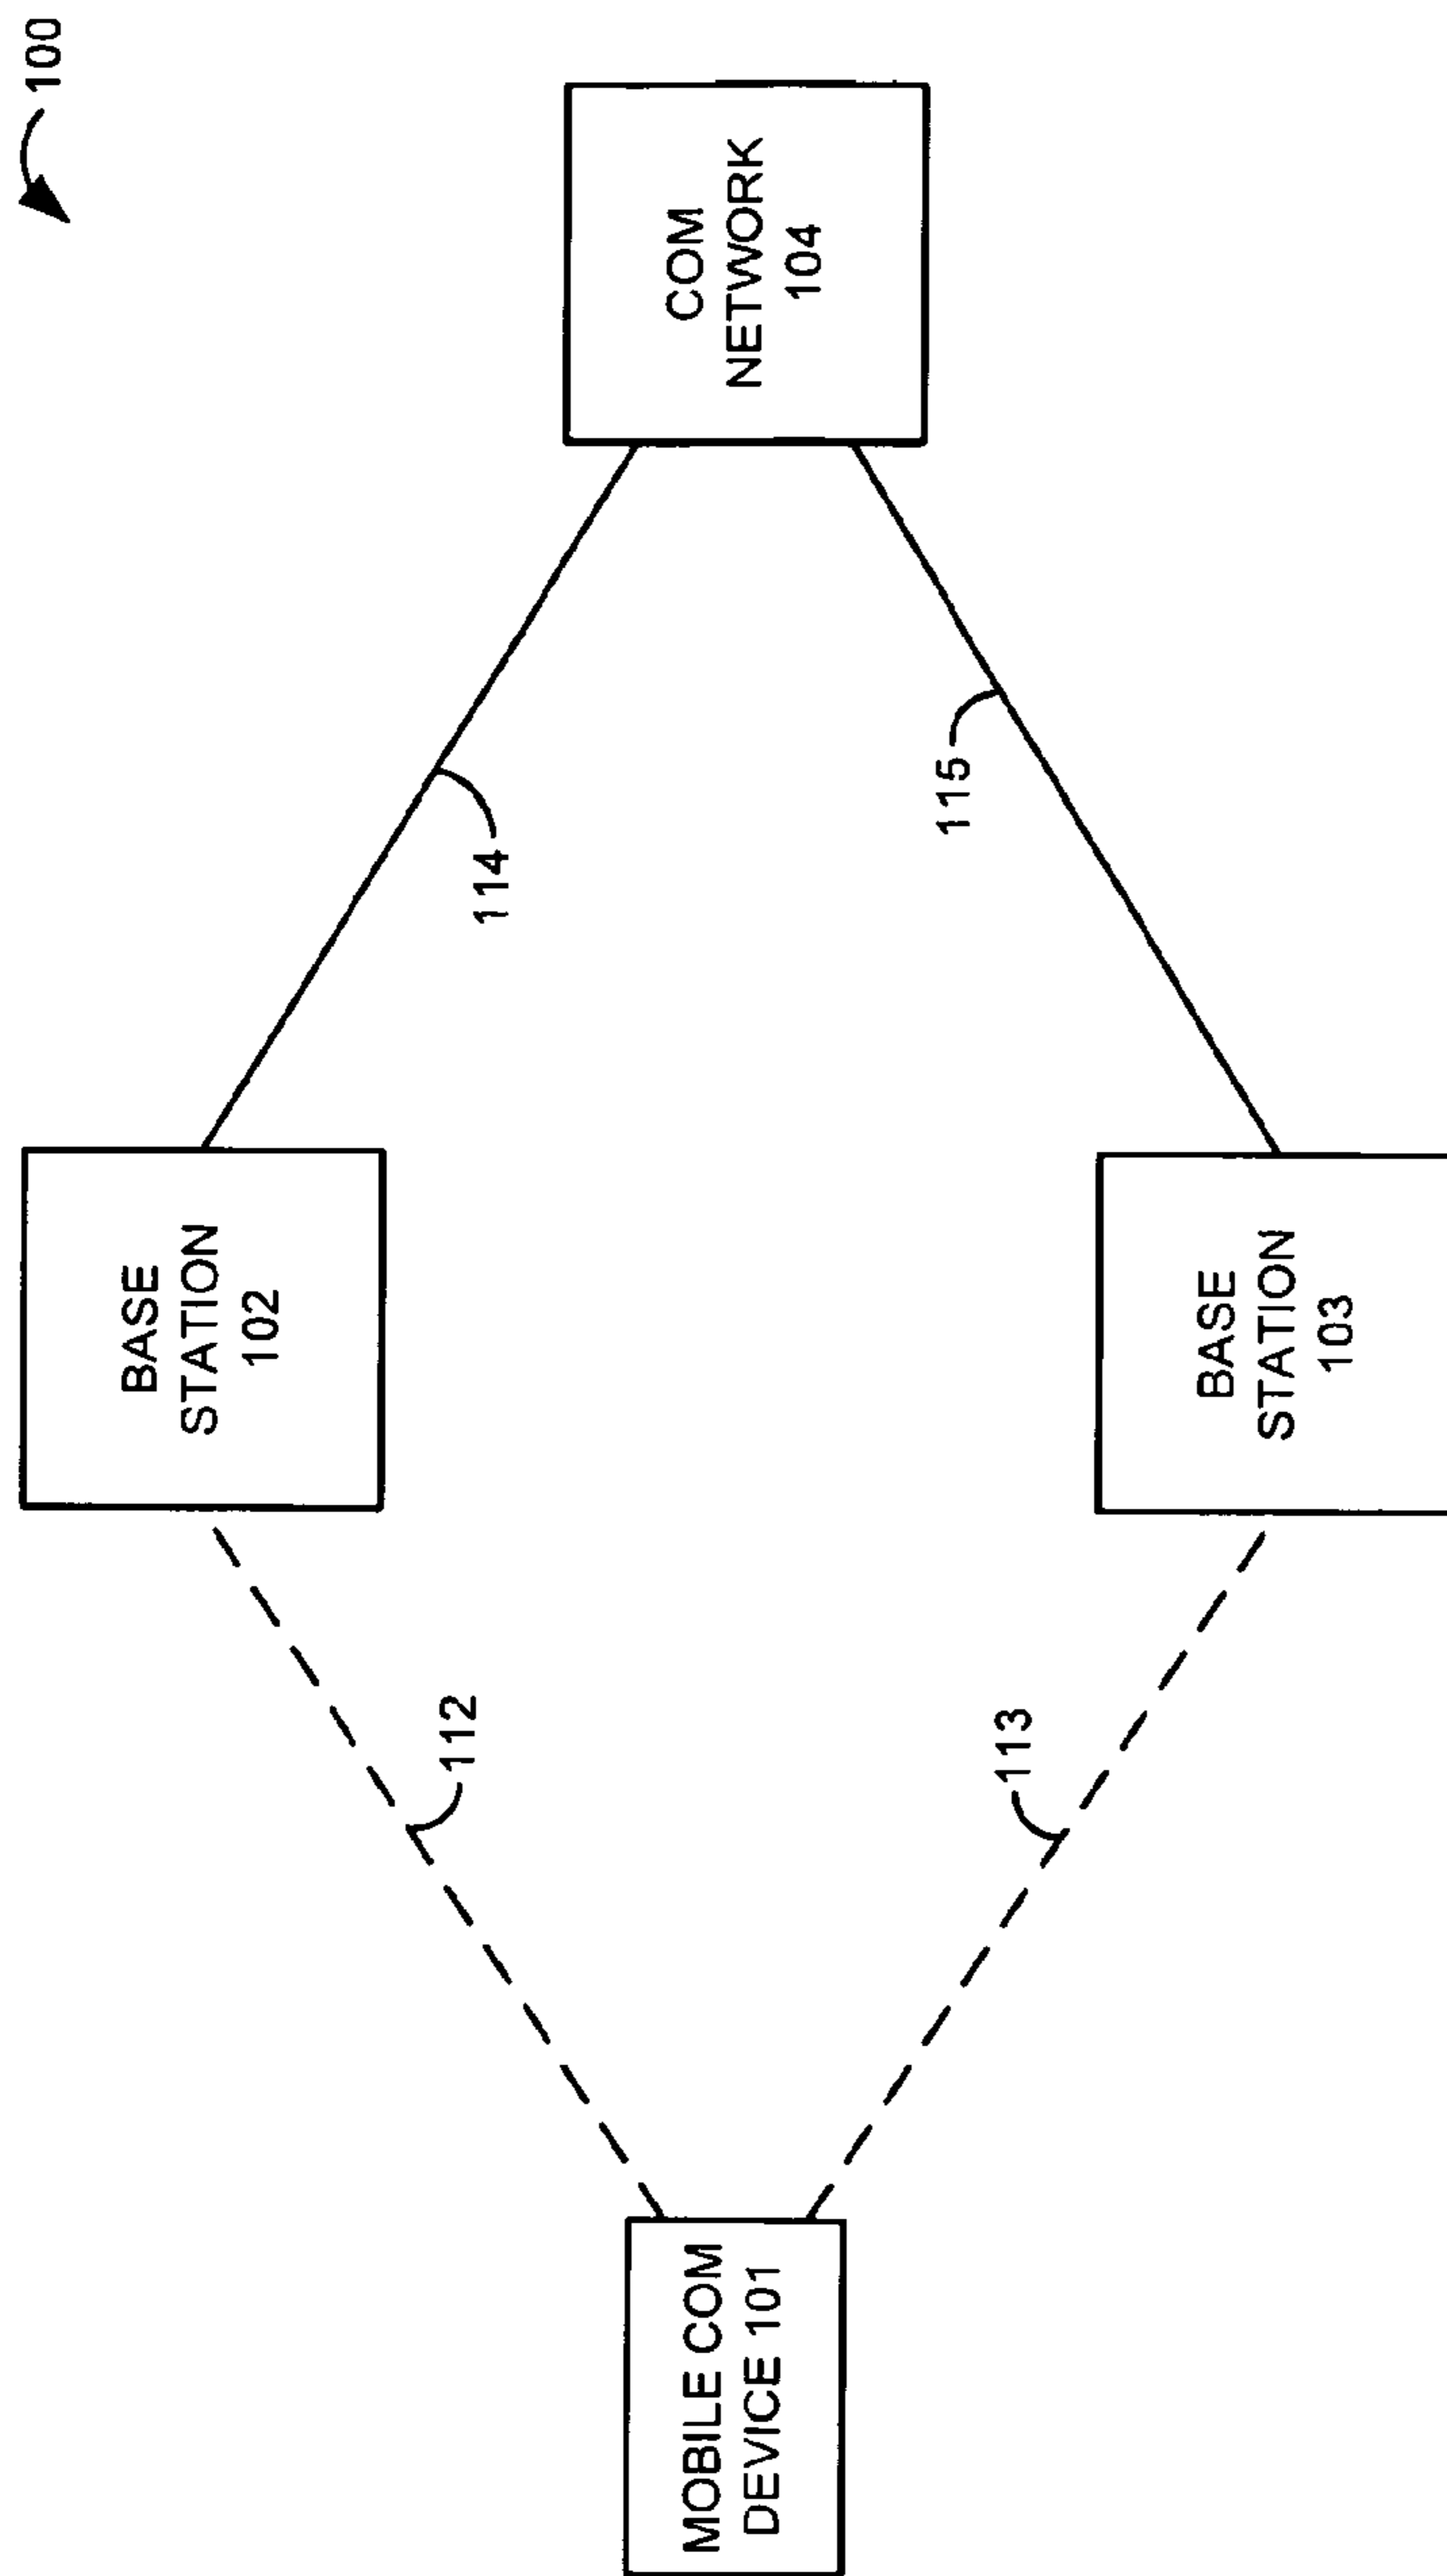 100
BASE
STATION
102
COM
NETWORK
104
MOBILE COM
DEVICE 101
BASE
STATION
103
112
114
113
115